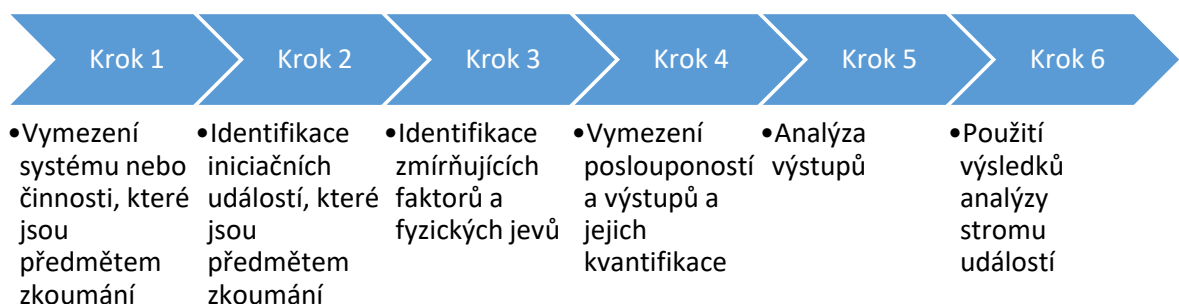 Krok 1
Krok 2
Krok 3
Krok 4
Krok 5
Krok 6
•Vymezení
systému nebo
činnosti, které
jsou
předmětem
zkoumání
•Identifikace
iniciačních
událostí, které
jsou
předmětem
zkoumání
•Identifikace
zmírňujících
faktorů a
fyzických jevů
•Vymezení
posloupoností
a výstupů a
jejich
kvantifikace
•Analýza
výstupů
•Použití
výsledků
analýzy
stromu
událostí